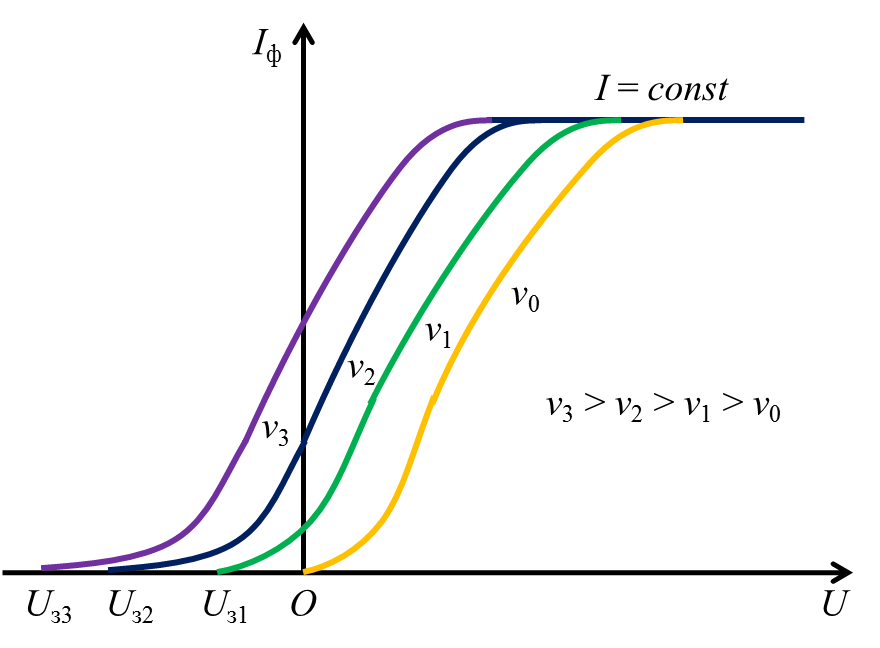 Iф
I = const
v0
v1
v2
v3 > v2 > v1 > v0
v3
Uз3 Uз2 Uз1 O U